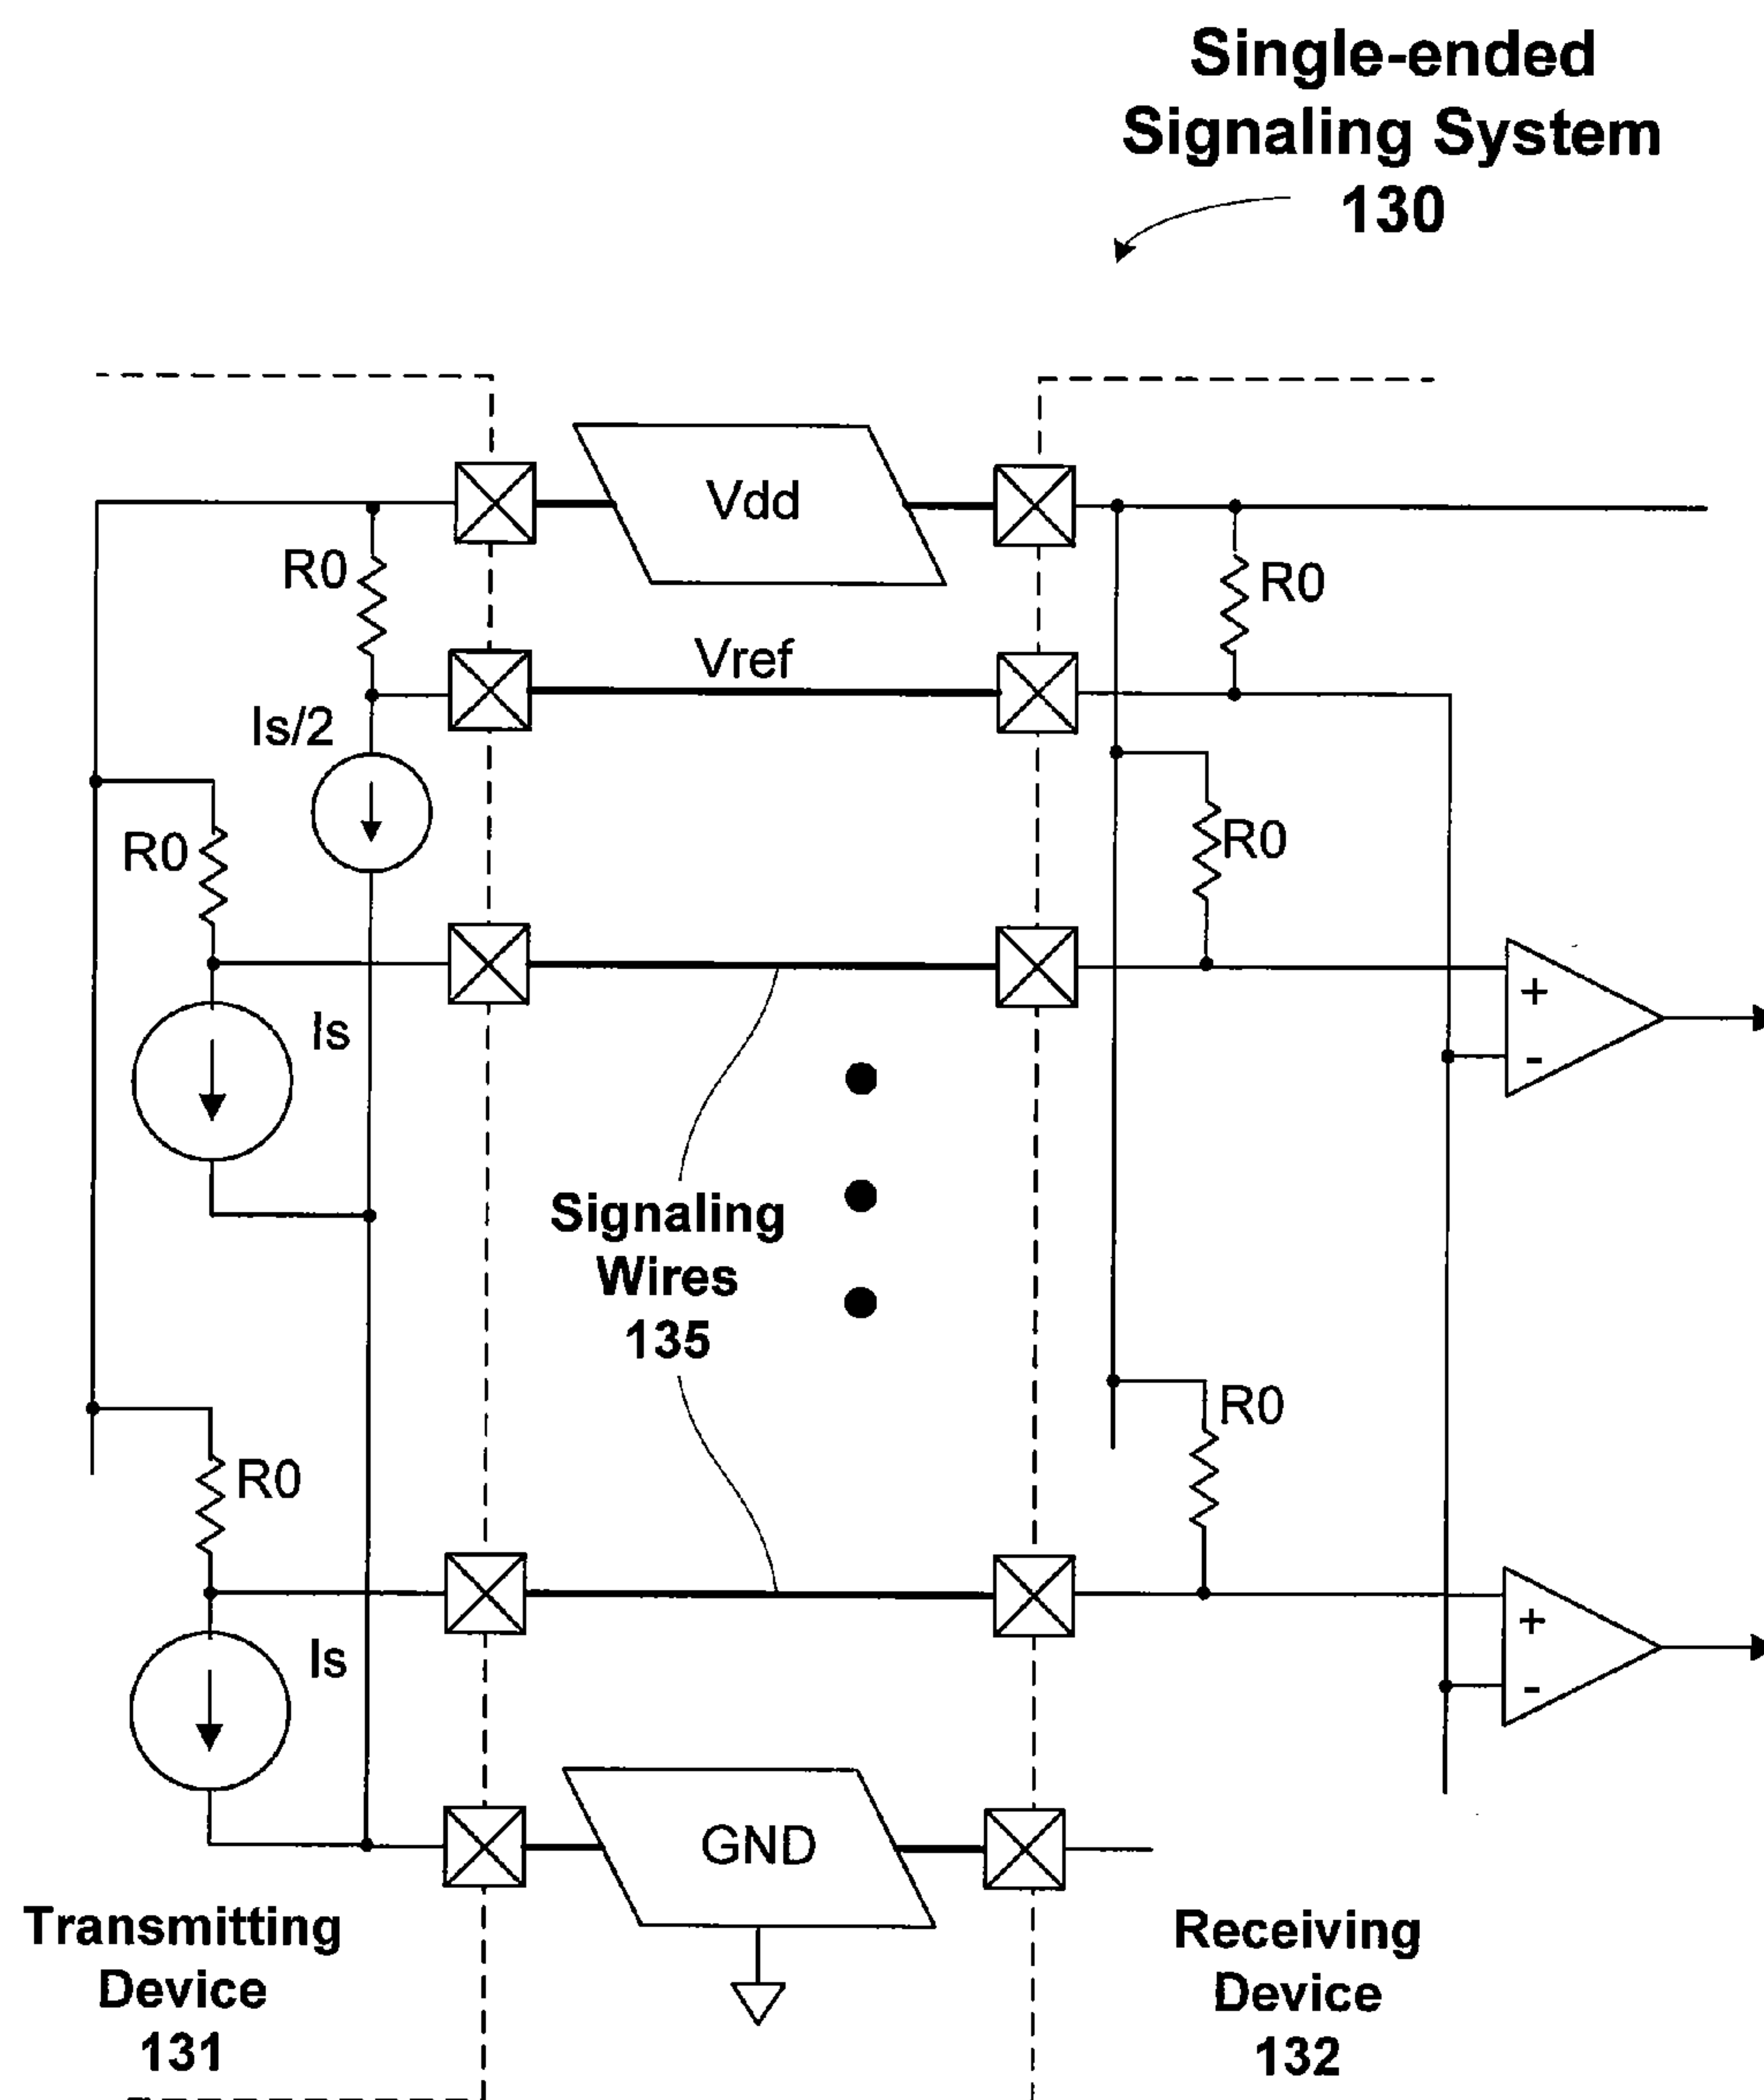 Single-ended
Signaling System
130
Vdd
R0
R0
Vref
Is/2
R0
R0
Is
+
-
Signaling
Wires
135
R0
R0
Is
+
-
GND
Transmitting
Device
131
Receiving
Device
132